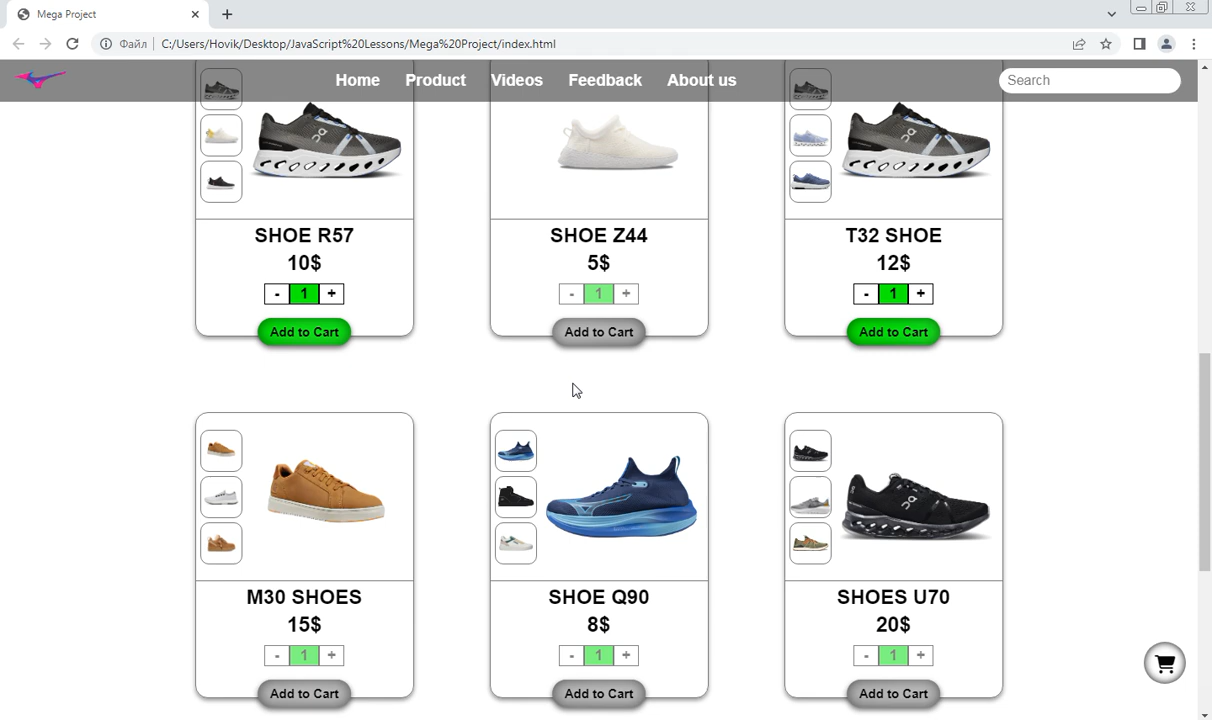 Mega Project
Файл C:/Users/Hovik/Desktop/JavaScript%20Lessons/Mega%20Project/index.html
Home Product Videos Feedback About us Search
SHOE R57
10$
- 1 +
Add to Cart
SHOE Z44
5$
- 1 +
Add to Cart
T32 SHOE
12$
- 1 +
Add to Cart
M30 SHOES
15$
- 1 +
Add to Cart
SHOE Q90
8$
- 1 +
Add to Cart
SHOES U70
20$
- 1 +
Add to Cart